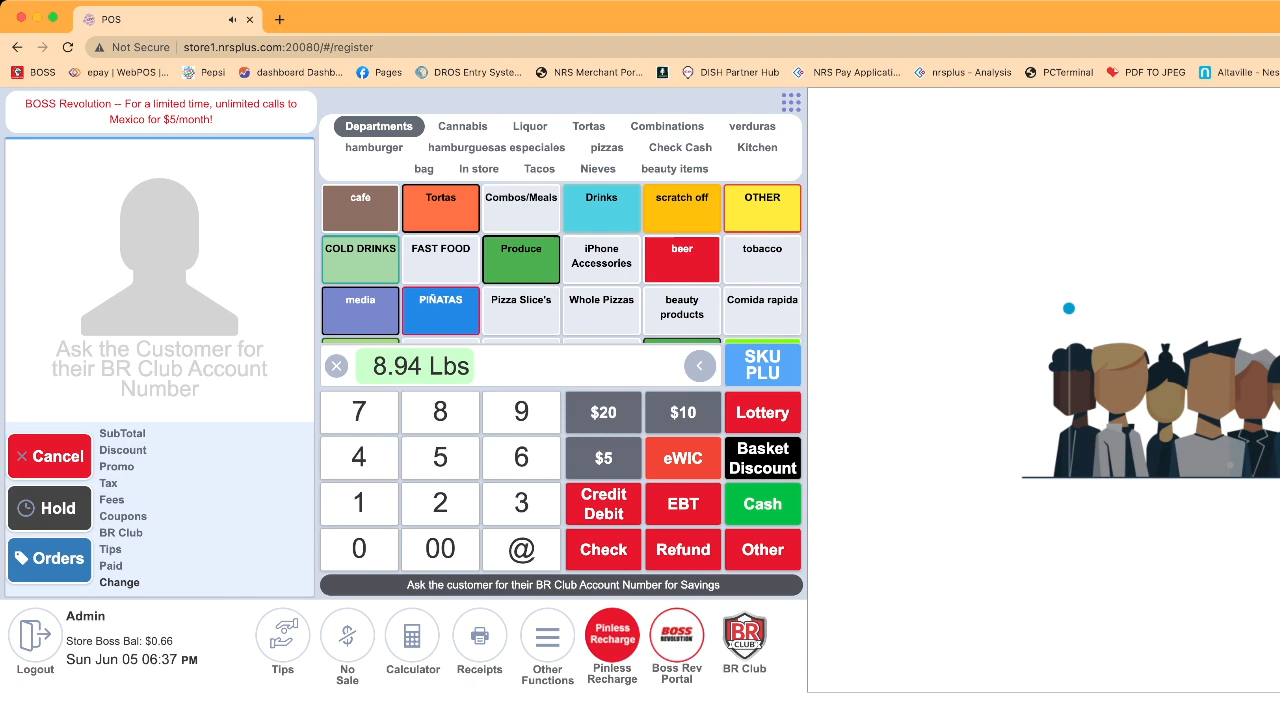 POS
Not Secure
store1.nrsplus.com:20080/#/register
BOSS
epay | WebPOS |...
Pepsi
dashboard Dashb...
Pages
DROS Entry Syste...
NRS Merchant Por...
DISH Partner Hub
NRS Pay Applicati...
nrsplus - Analysis
PCTerminal
PDF TO JPEG
Altaville - Nes
BOSS Revolution -- For a limited time, unlimited calls to
Mexico for $5/month!
Ask the Customer for
their BR Club Account
Number
Departments
Cannabis
Liquor
Tortas
Combinations
verduras
hamburger
hamburguesas especiales
pizzas
Check Cash
Kitchen
bag
In store
Tacos
Nieves
beauty items
cafe
Tortas
Combos/Meals
Drinks
scratch off
OTHER
COLD DRINKS
FAST FOOD
Produce
iPhone
Accessories
beer
tobacco
media
PIÑATAS
Pizza Slice's
Whole Pizzas
beauty
products
Comida rapida
8.94 Lbs
SKU
PLU
7
8
9
$20
$10
Lottery
4
5
6
$5
eWIC
Basket
Discount
1
2
3
Credit
Debit
EBT
Cash
0
00
@
Check
Refund
Other
Cancel
Hold
Orders
SubTotal
Discount
Promo
Tax
Fees
Coupons
BR Club
Tips
Paid
Change
Ask the customer for their BR Club Account Number for Savings
Logout
Admin
Store Boss Bal: $0.66
Sun Jun 05 06:37 PM
Tips
No
Sale
Calculator
Receipts
Other
Functions
Pinless
Recharge
Pinless
Recharge
BOSS
REVOLUTION
Boss Rev
Portal
BR
CLUB
BR Club